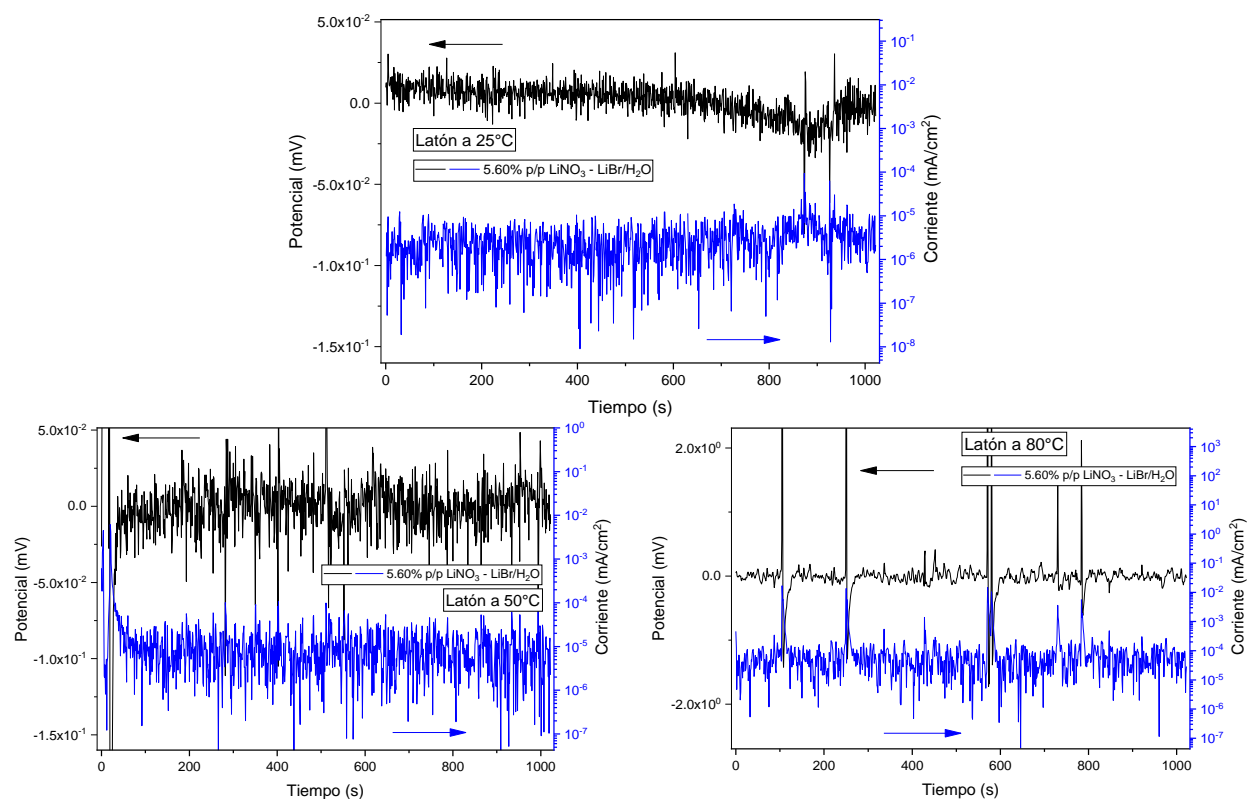 5.0x10⁻²
0.0
-5.0x10⁻²
-1.0x10⁻¹
-1.5x10⁻¹
Potencial (mV)
Latón a 25°C
5.60% p/p LiNO₃ - LiBr/H₂O
10⁻¹
10⁻²
10⁻³
10⁻⁴
10⁻⁵
10⁻⁶
10⁻⁷
10⁻⁸
Corriente (mA/cm²)
0 200 400 600 800 1000
Tiempo (s)
5.0x10⁻²
0.0
-5.0x10⁻²
-1.0x10⁻¹
-1.5x10⁻¹
Potencial (mV)
5.60% p/p LiNO₃ - LiBr/H₂O
Latón a 50°C
10⁰
10⁻¹
10⁻²
10⁻³
10⁻⁴
10⁻⁵
10⁻⁶
10⁻⁷
Corriente (mA/cm²)
0 200 400 600 800 1000
Tiempo (s)
2.0x10⁰
0.0
-2.0x10⁰
Potencial (mV)
Latón a 80°C
5.60% p/p LiNO₃ - LiBr/H₂O
10³
10²
10¹
10⁰
10⁻¹
10⁻²
10⁻³
10⁻⁴
10⁻⁵
10⁻⁶
10⁻⁷
Corriente (mA/cm²)
0 200 400 600 800 1000
Tiempo (s)